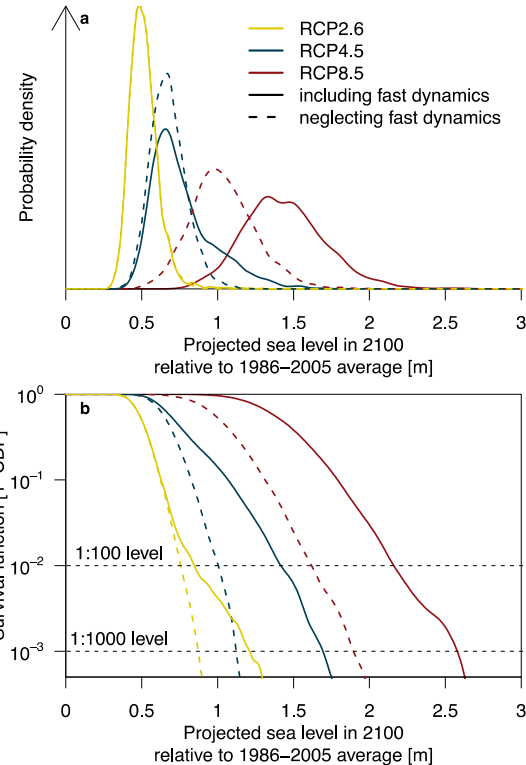 a
RCP2.6
RCP4.5
RCP8.5
including fast dynamics
neglecting fast dynamics
Probability density
0 0.5 1 1.5 2 2.5 3
Projected sea level in 2100
relative to 1986–2005 average [m]
b
10⁰
10⁻¹
10⁻²
10⁻³
1:100 level
1:1000 level
0 0.5 1 1.5 2 2.5 3
Projected sea level in 2100
relative to 1986–2005 average [m]